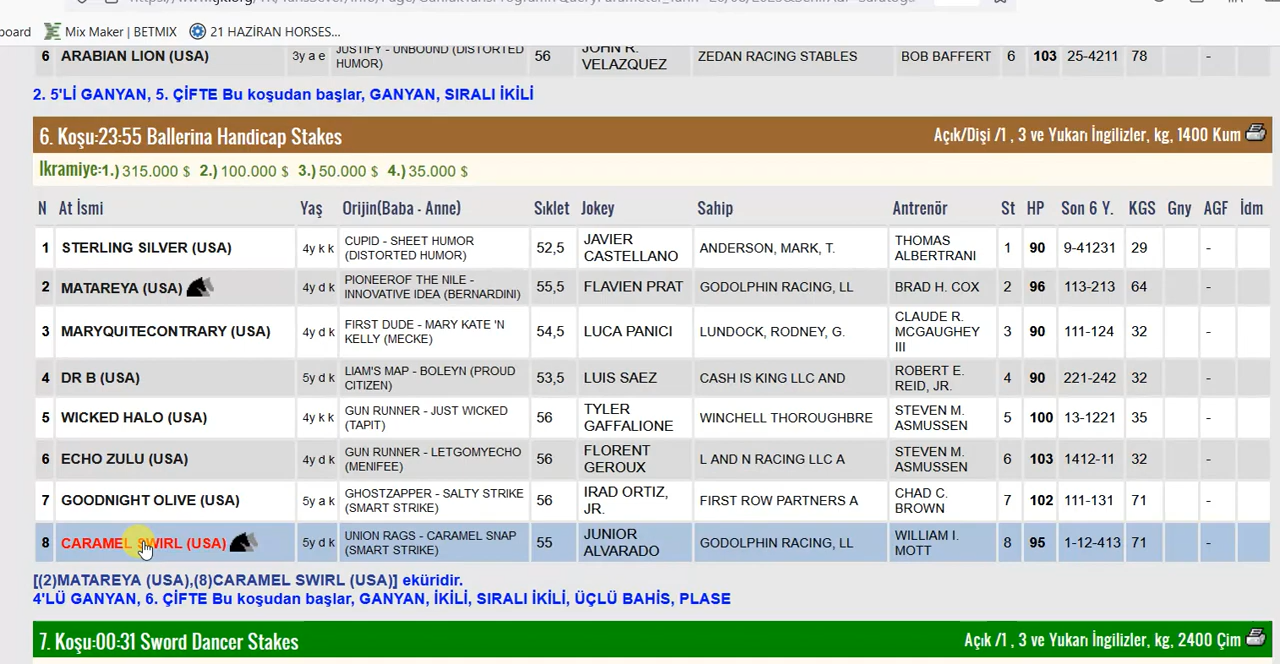 board Mix Maker | BETMIX 21 HAZİRAN HORSES...
6 ARABIAN LION (USA) 3y a e JUSTIFY - UNBOUND (DISTORTED HUMOR) 56 JOHN R. VELAZQUEZ ZEDAN RACING STABLES BOB BAFFERT 6 103 25-4211 78 -
2. 5'Lİ GANYAN, 5. ÇİFTE Bu koşudan başlar, GANYAN, SIRALI İKİLİ
6. Koşu:23:55 Ballerina Handicap Stakes Açık/Dişi /1 , 3 ve Yukarı İngilizler, kg, 1400 Kum
Ikramiye:1.) 315.000 $ 2.) 100.000 $ 3.) 50.000 $ 4.) 35.000 $
N At İsmi Yaş Orijin(Baba - Anne) Sıklet Jokey Sahip Antrenör St HP Son 6 Y. KGS Gny AGF İdm
1 STERLING SILVER (USA) 4y k k CUPID - SHEET HUMOR (DISTORTED HUMOR) 52,5 JAVIER CASTELLANO ANDERSON, MARK, T. THOMAS ALBERTRANI 1 90 9-41231 29 -
2 MATAREYA (USA) 4y d k PIONEEROF THE NILE - INNOVATIVE IDEA (BERNARDINI) 55,5 FLAVIEN PRAT GODOLPHIN RACING, LL BRAD H. COX 2 96 113-213 64 -
3 MARYQUITECONTRARY (USA) 4y d k FIRST DUDE - MARY KATE 'N KELLY (MECKE) 54,5 LUCA PANICI LUNDOCK, RODNEY, G. CLAUDE R. MCGAUGHEY III 3 90 111-124 32 -
4 DR B (USA) 5y d k LIAM'S MAP - BOLEYN (PROUD CITIZEN) 53,5 LUIS SAEZ CASH IS KING LLC AND ROBERT E. REID, JR. 4 90 221-242 32 -
5 WICKED HALO (USA) 4y k k GUN RUNNER - JUST WICKED (TAPIT) 56 TYLER GAFFALIONE WINCHELL THOROUGHBRE STEVEN M. ASMUSSEN 5 100 13-1221 35 -
6 ECHO ZULU (USA) 4y d k GUN RUNNER - LETGOMYECHO (MENIFEE) 56 FLORENT GEROUX L AND N RACING LLC A STEVEN M. ASMUSSEN 6 103 1412-11 32 -
7 GOODNIGHT OLIVE (USA) 5y a k GHOSTZAPPER - SALTY STRIKE (SMART STRIKE) 56 IRAD ORTIZ, JR. FIRST ROW PARTNERS A CHAD C. BROWN 7 102 111-131 71 -
8 CARAMEL SWIRL (USA) 5y d k UNION RAGS - CARAMEL SNAP (SMART STRIKE) 55 JUNIOR ALVARADO GODOLPHIN RACING, LL WILLIAM I. MOTT 8 95 1-12-413 71 -
[(2)MATAREYA (USA),(8)CARAMEL SWIRL (USA)] eküridir.
4'LÜ GANYAN, 6. ÇİFTE Bu koşudan başlar, GANYAN, İKİLİ, SIRALI İKİLİ, ÜÇLÜ BAHİS, PLASE
7. Koşu:00:31 Sword Dancer Stakes Açık /1 , 3 ve Yukarı İngilizler, kg, 2400 Çim